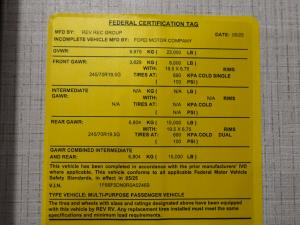 FEDERAL CERTIFICATION TAG
MFD BY: REV REC GROUP DATE: 05/25
INCOMPLETE VEHICLE MFD BY: FORD MOTOR COMPANY
GVWR: 9,979 KG ( 22,000 LB )
FRONT GAWR: 3,629 KG ( 8,000 LB )
WITH: 19.5 X 6.75 RIMS
245/70R19.5G TIRES AT: 690 KPA COLD SINGLE
( 100 PSI )
INTERMEDIATE N/A KG ( N/A LB )
GAWR: WITH: N/A RIMS
N/A TIRES AT: N/A KPA COLD
( N/A PSI )
REAR GAWR: 6,804 KG ( 15,000 LB )
WITH: 19.5 X 6.75 RIMS
245/70R19.5G TIRES AT: 690 KPA COLD DUAL
( 100 PSI )
GAWR COMBINED INTERMEDIATE
AND REAR: 6,804 KG ( 15,000 LB )
This vehicle has been completed in accordance with the prior manufacturers' IVD
where applicable. This vehicle conforms to all applicable Federal Motor Vehicle
Safety Standards, in effect in 05/25
V.I.N.
TYPE VEHICLE: MULTI-PURPOSE PASSENGER VEHICLE
The tires and wheels with sizes and ratings designated above have been equipped
with this vehicle by REV RV. Any replacement tires installed must meet the same
specifications and minimum load requirements.